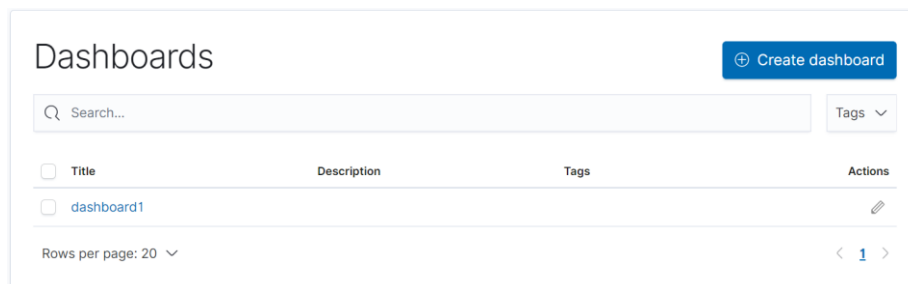 Dashboards
Create dashboard
Search...
Tags
Title Description Tags Actions
dashboard1
Rows per page: 20
1